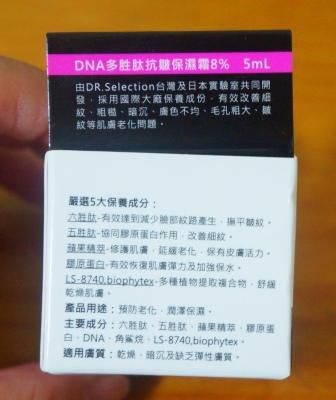 DNA多胜肽抗皺保濕霜8% 5mL
由DR.Selection台灣及日本實驗室共同開
發，採用國際大廠保養成份，有效改善細
紋、粗糙、暗沉、膚色不均、毛孔粗大、皺
紋等肌膚老化問題。
嚴選5大保養成分：
六胜肽-有效達到減少臉部紋路產生，撫平皺紋。
五胜肽-協同膠原蛋白作用，改善細紋。
蘋果精萃-修護肌膚，延緩老化，保有皮膚活力。
膠原蛋白-有效恢復肌膚彈力及加強保水。
LS-8740,biophytex-多種植物提取複合物，舒緩
乾燥肌膚。
產品用途：預防老化，潤澤保濕。
主要成分：六胜肽、五胜肽、蘋果精萃、膠原蛋
白、DNA、角鯊烷、LS-8740,biophytex。
適用膚質：乾燥、暗沉及缺乏彈性膚質。